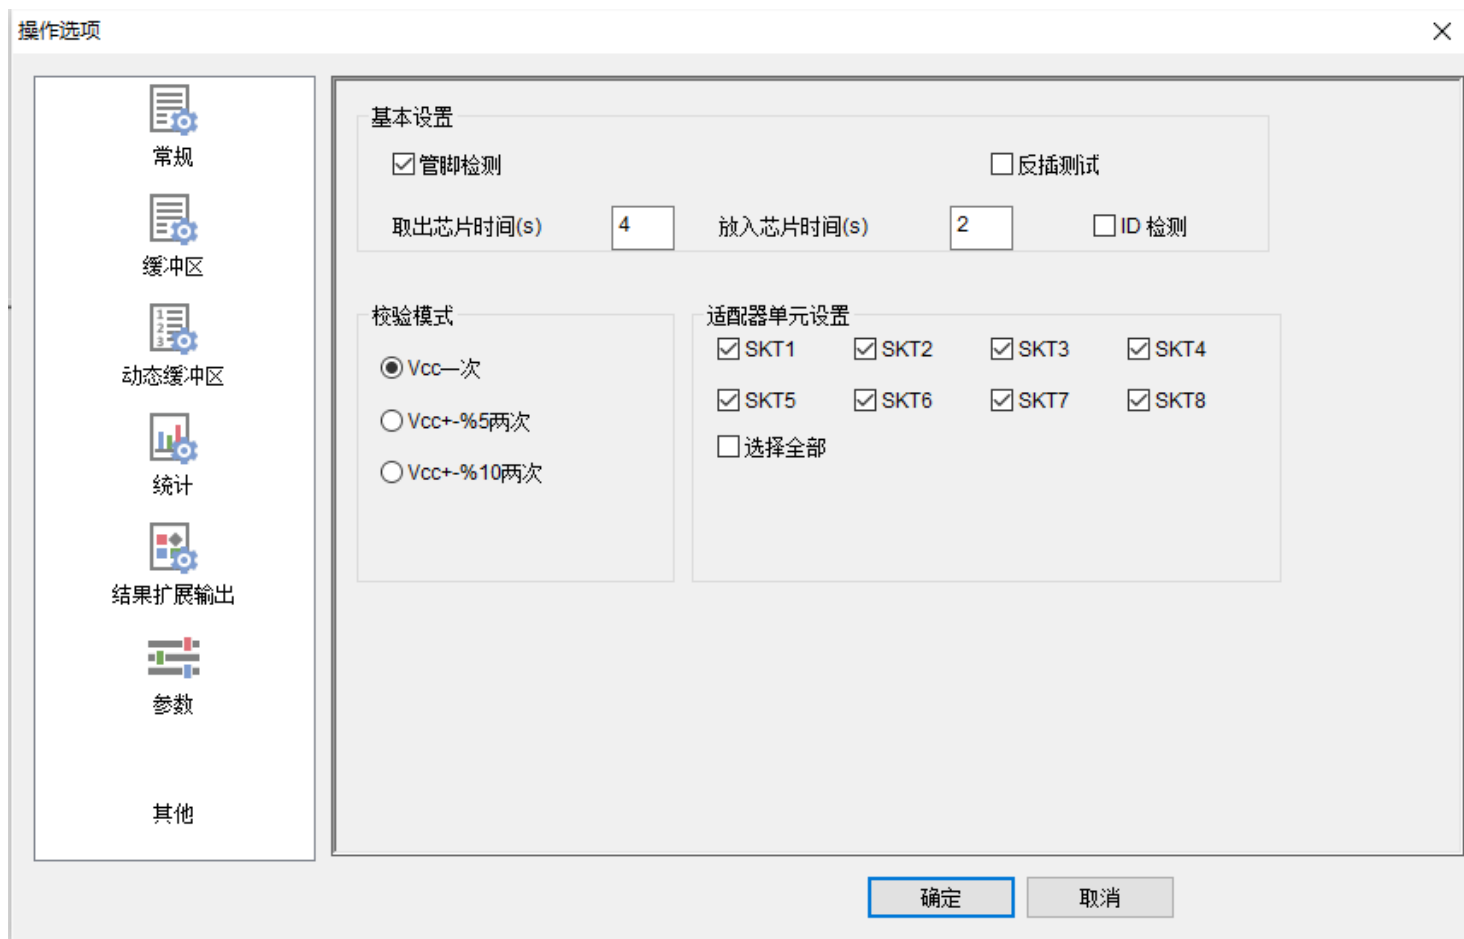 操作选项
常规
缓冲区
动态缓冲区
统计
结果扩展输出
参数
其他
基本设置
管脚检测 反插测试
取出芯片时间(s) 4 放入芯片时间(s) 2 ID 检测
校验模式
Vcc一次
Vcc+-%5两次
Vcc+-%10两次
适配器单元设置
SKT1 SKT2 SKT3 SKT4
SKT5 SKT6 SKT7 SKT8
选择全部
确定 取消